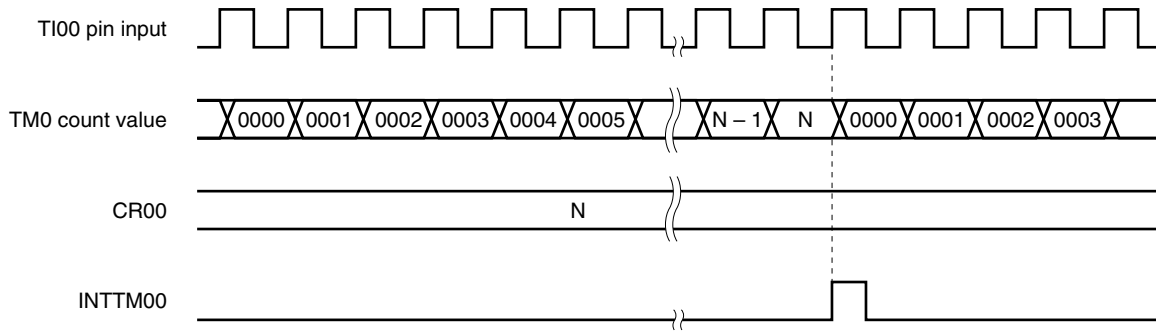 TI00 pin input
TM0 count value 0000 0001 0002 0003 0004 0005 N – 1 N 0000 0001 0002 0003
CR00 N
INTTM00